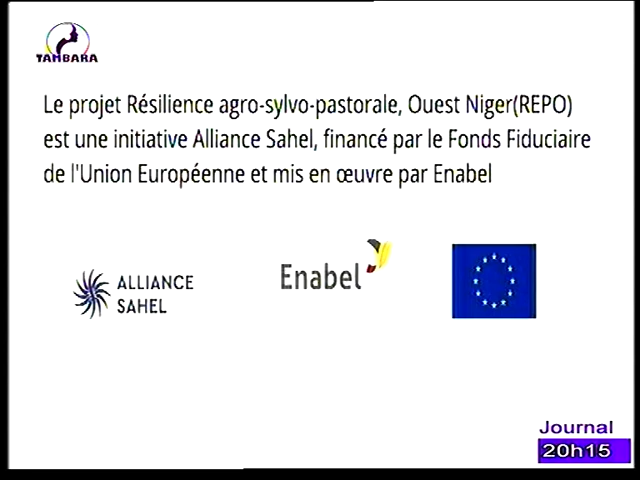 TAMBARA
Le projet Résilience agro-sylvo-pastorale, Ouest Niger(REPO)
est une initiative Alliance Sahel, financé par le Fonds Fiduciaire
de l'Union Européenne et mis en œuvre par Enabel
ALLIANCE
SAHEL
Enabel
Journal
20h15